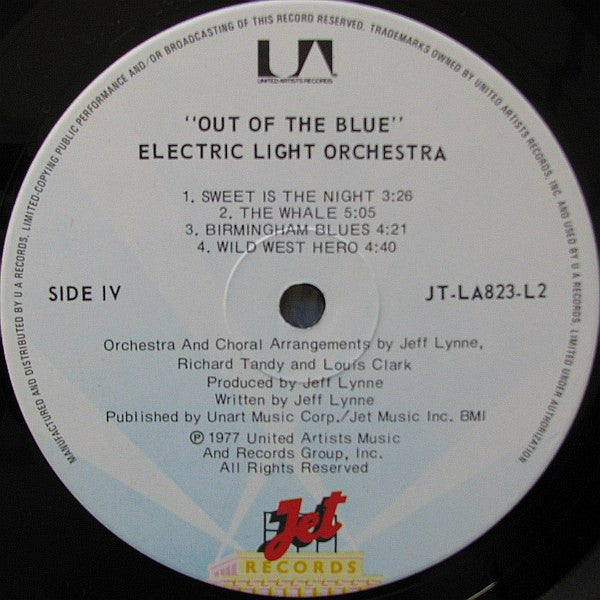 MANUFACTURED AND DISTRIBUTED BY U A RECORDS, LIMITED-COPYING PUBLIC PERFORMANCE AND/OR BROADCASTING OF THIS RECORD RESERVED. TRADEMARKS OWNED BY UNITED ARTISTS RECORDS, INC. AND USED BY U A RECORDS, LIMITED UNDER AUTHORIZATION
UA
UNITED ARTISTS RECORDS
"OUT OF THE BLUE"
ELECTRIC LIGHT ORCHESTRA
1. SWEET IS THE NIGHT 3:26
2. THE WHALE 5:05
3. BIRMINGHAM BLUES 4:21
4. WILD WEST HERO 4:40
SIDE IV
JT-LA823-L2
Orchestra And Choral Arrangements by Jeff Lynne,
Richard Tandy and Louis Clark
Produced by Jeff Lynne
Written by Jeff Lynne
Published by Unart Music Corp./Jet Music Inc. BMI
℗ 1977 United Artists Music
And Records Group, Inc.
All Rights Reserved
Jet
RECORDS